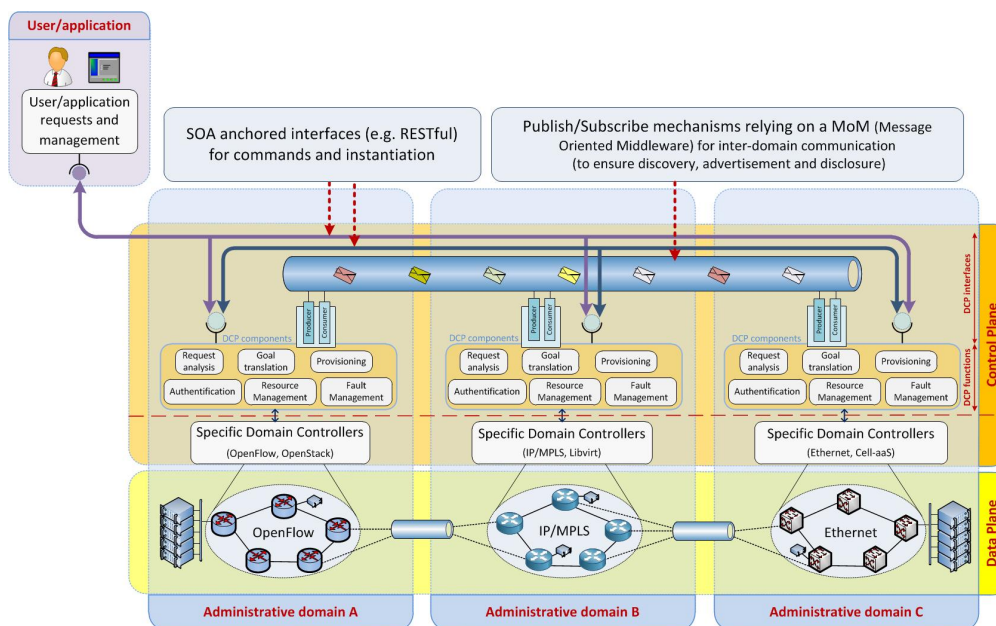 User/application
User/application
requests and
management
SOA anchored interfaces (e.g. RESTful)
for commands and instantiation
Publish/Subscribe mechanisms relying on a MoM (Message
Oriented Middleware) for inter-domain communication
(to ensure discovery, advertisement and disclosure)
Producer
Consumer
Producer
Consumer
Producer
Consumer
DCP interfaces
Control Plane
DCP components
DCP components
DCP components
Request
analysis
Goal
translation
Provisioning
Authentification
Resource
Management
Fault
Management
Request
analysis
Goal
translation
Provisioning
Authentification
Resource
Management
Fault
Management
Request
analysis
Goal
translation
Provisioning
Authentification
Resource
Management
Fault
Management
DCP functions
Specific Domain Controllers
(OpenFlow, OpenStack)
Specific Domain Controllers
(IP/MPLS, Libvirt)
Specific Domain Controllers
(Ethernet, Cell-aaS)
OpenFlow
IP/MPLS
Ethernet
Data Plane
Administrative domain A
Administrative domain B
Administrative domain C